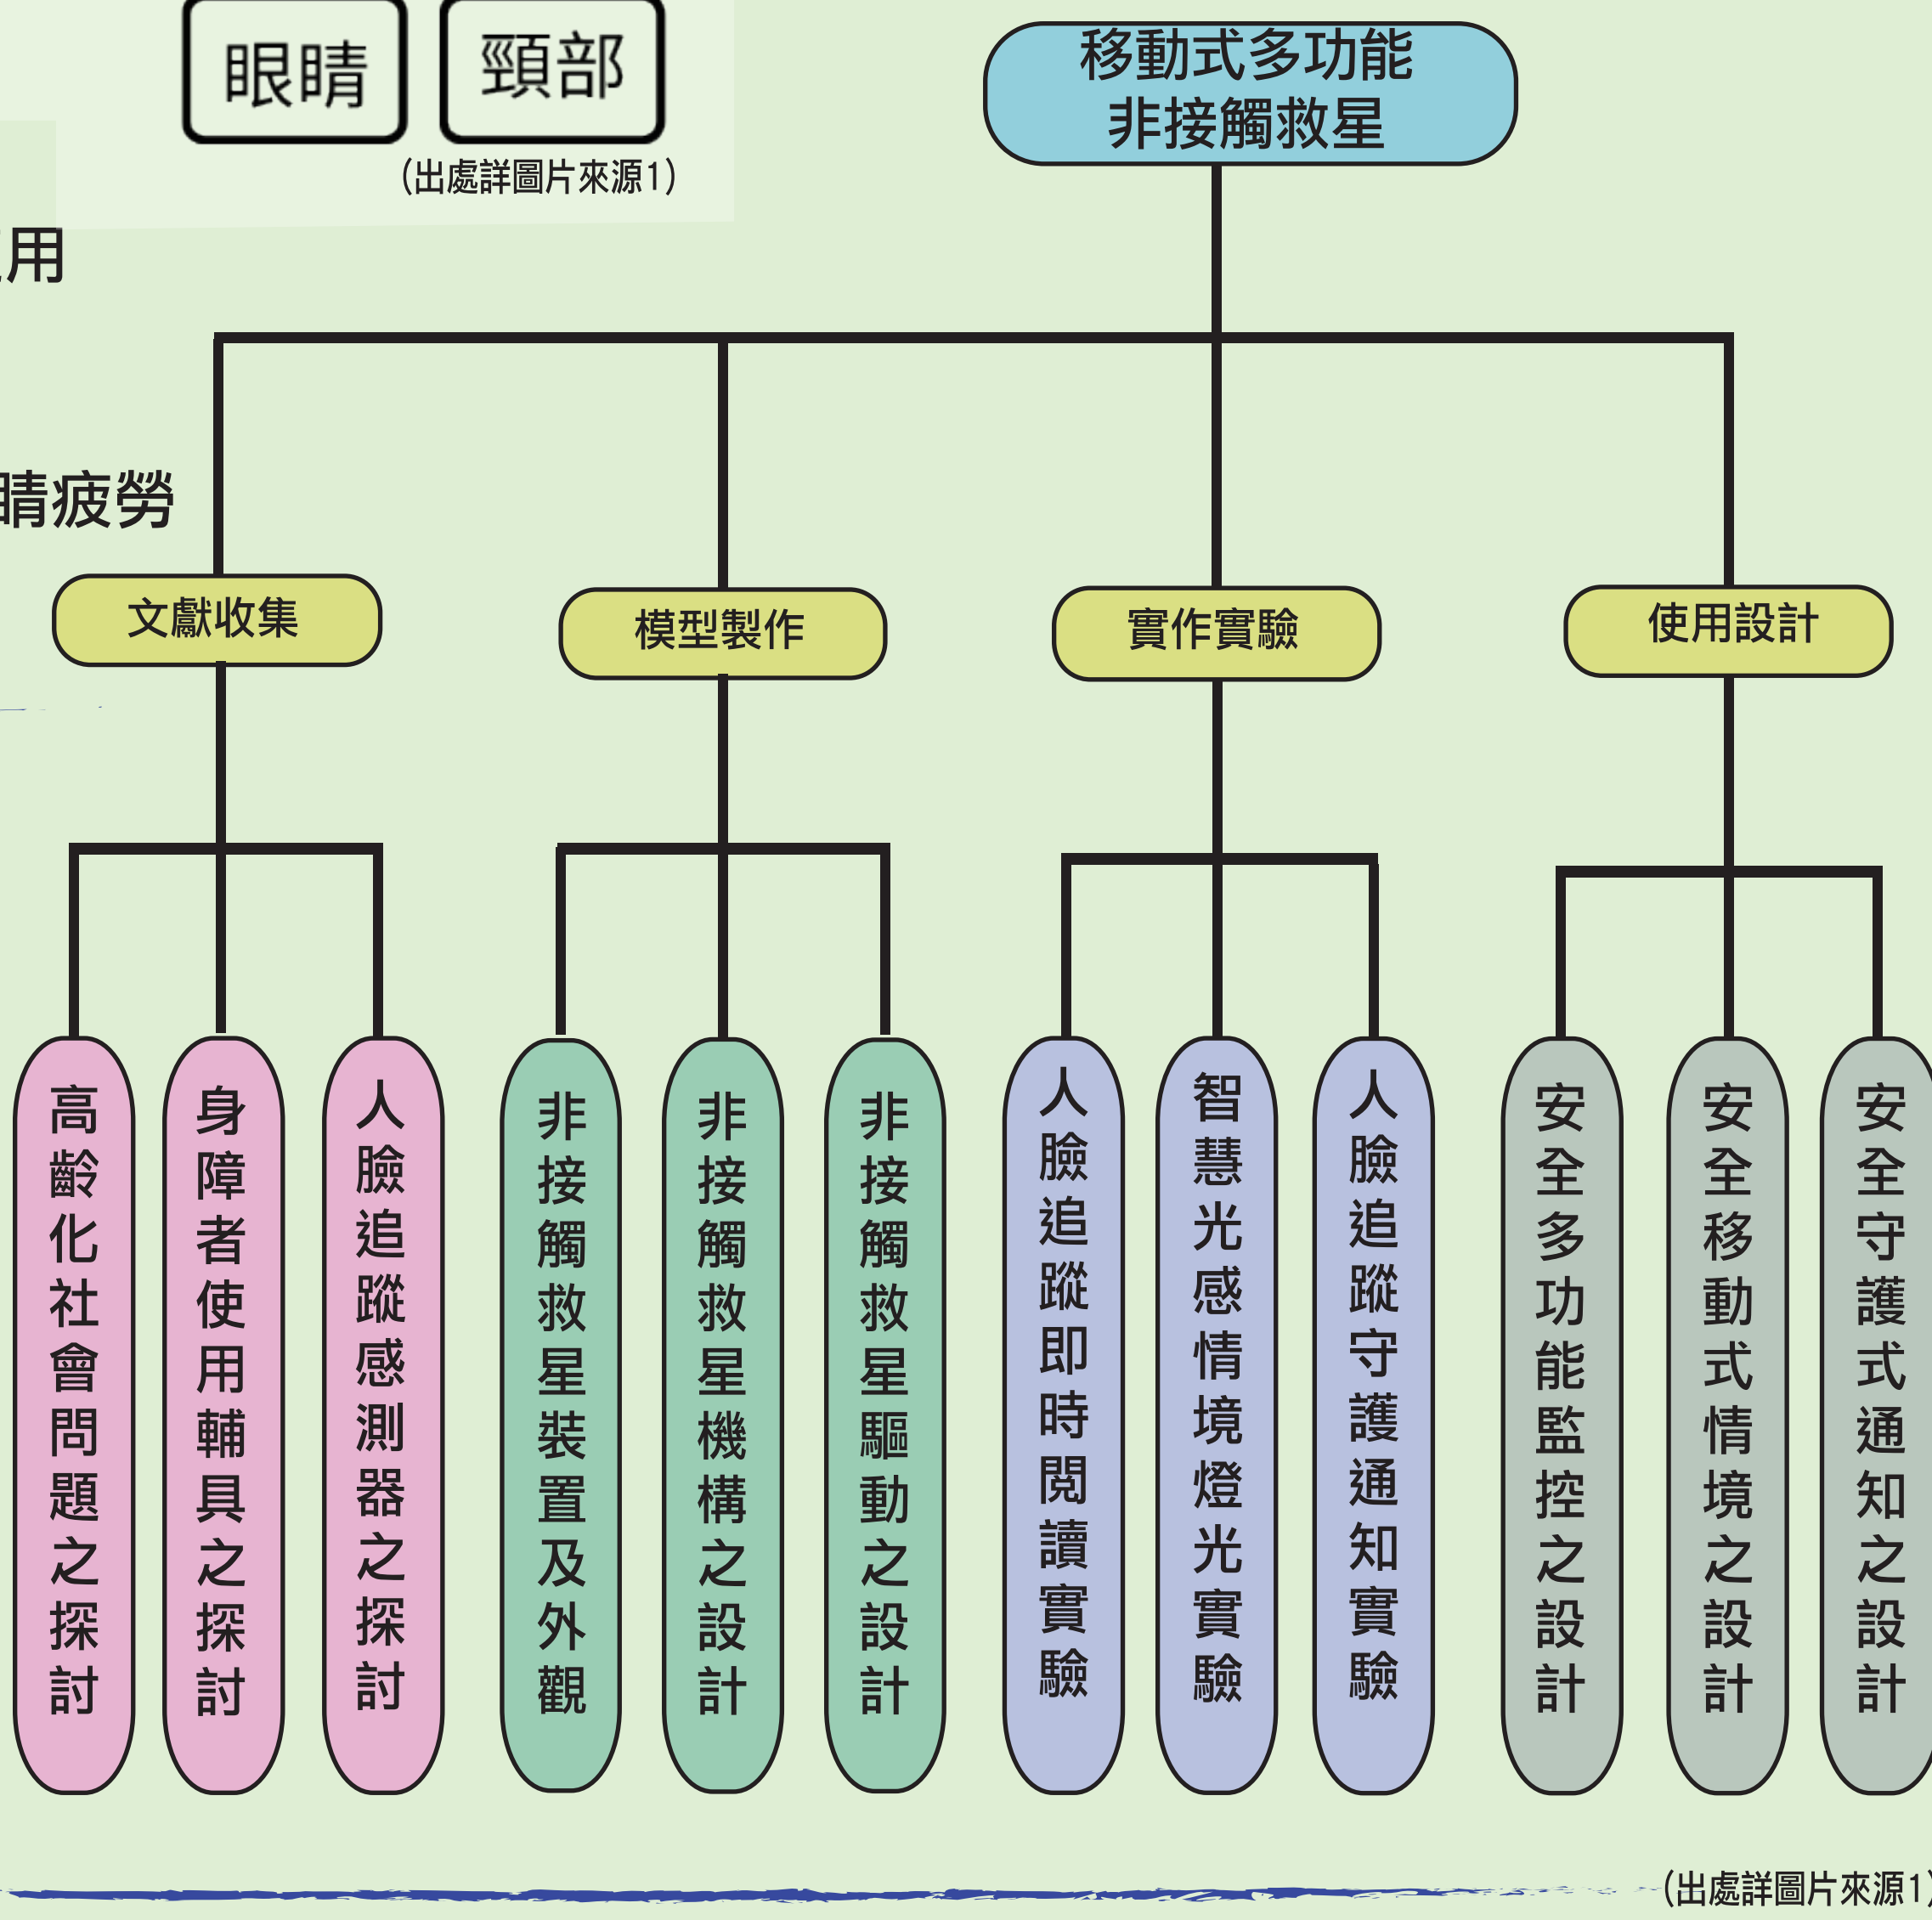 眼睛
頸部
(出處詳圖片來源1)
用
睛疲勞
移動式多功能
非接觸救星
文獻收集
模型製作
實作實驗
使用設計
高齡化社會問題之探討
身障者使用輔具之探討
人臉追蹤感測器之探討
非接觸救星裝置及外觀
非接觸救星機構之設計
非接觸救星驅動之設計
人臉追蹤即時閱讀實驗
智慧光感情境燈光實驗
人臉追蹤守護通知實驗
安全多功能監控之設計
安全移動式情境之設計
安全守護式通知之設計
(出處詳圖片來源1)